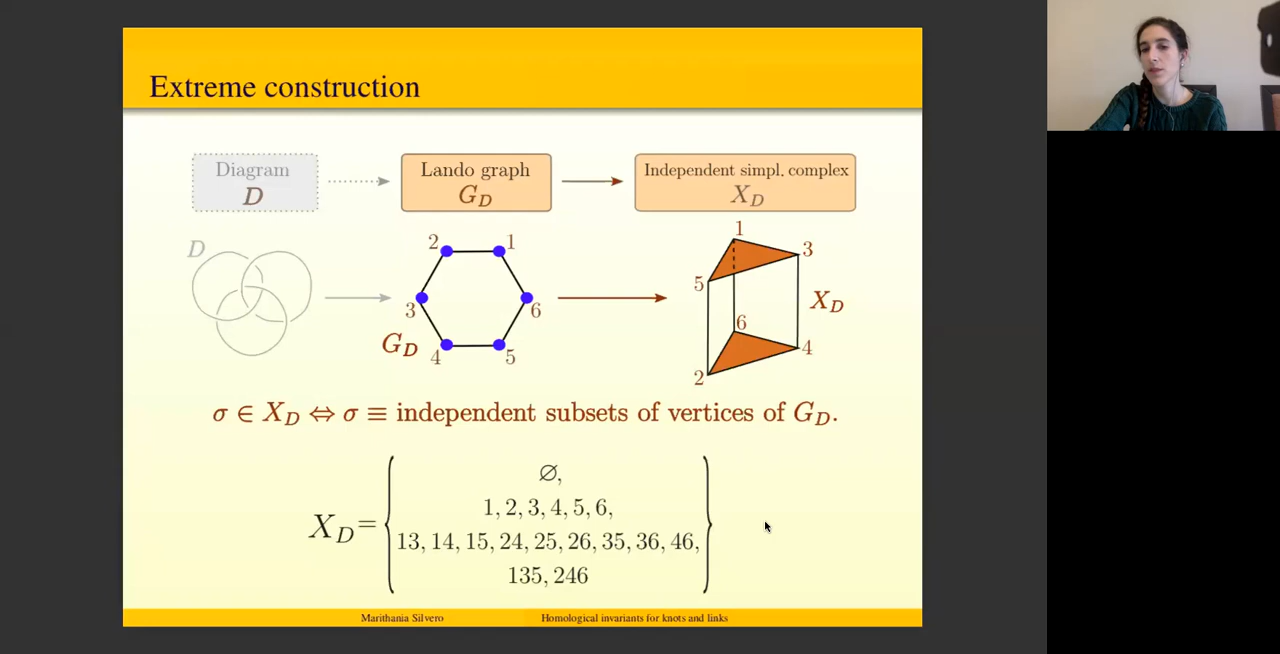 Extreme construction
Diagram
D
Lando graph
G_D
Independent simpl. complex
X_D
D
2
1
3
6
4
5
G_D
1
3
5
6
4
2
X_D
σ ∈ X_D ⇔ σ ≡ independent subsets of vertices of G_D.
X_D = {
∅,
1, 2, 3, 4, 5, 6,
13, 14, 15, 24, 25, 26, 35, 36, 46,
135, 246
}
Marithania Silvero
Homological invariants for knots and links